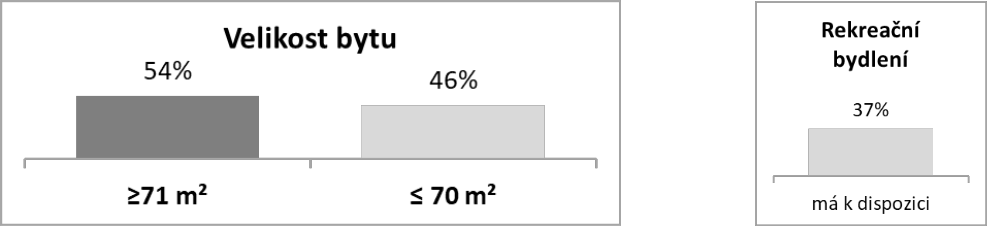 Velikost bytu
54%
46%
≥71 m²
≤ 70 m²
Rekreační
bydlení
37%
má k dispozici